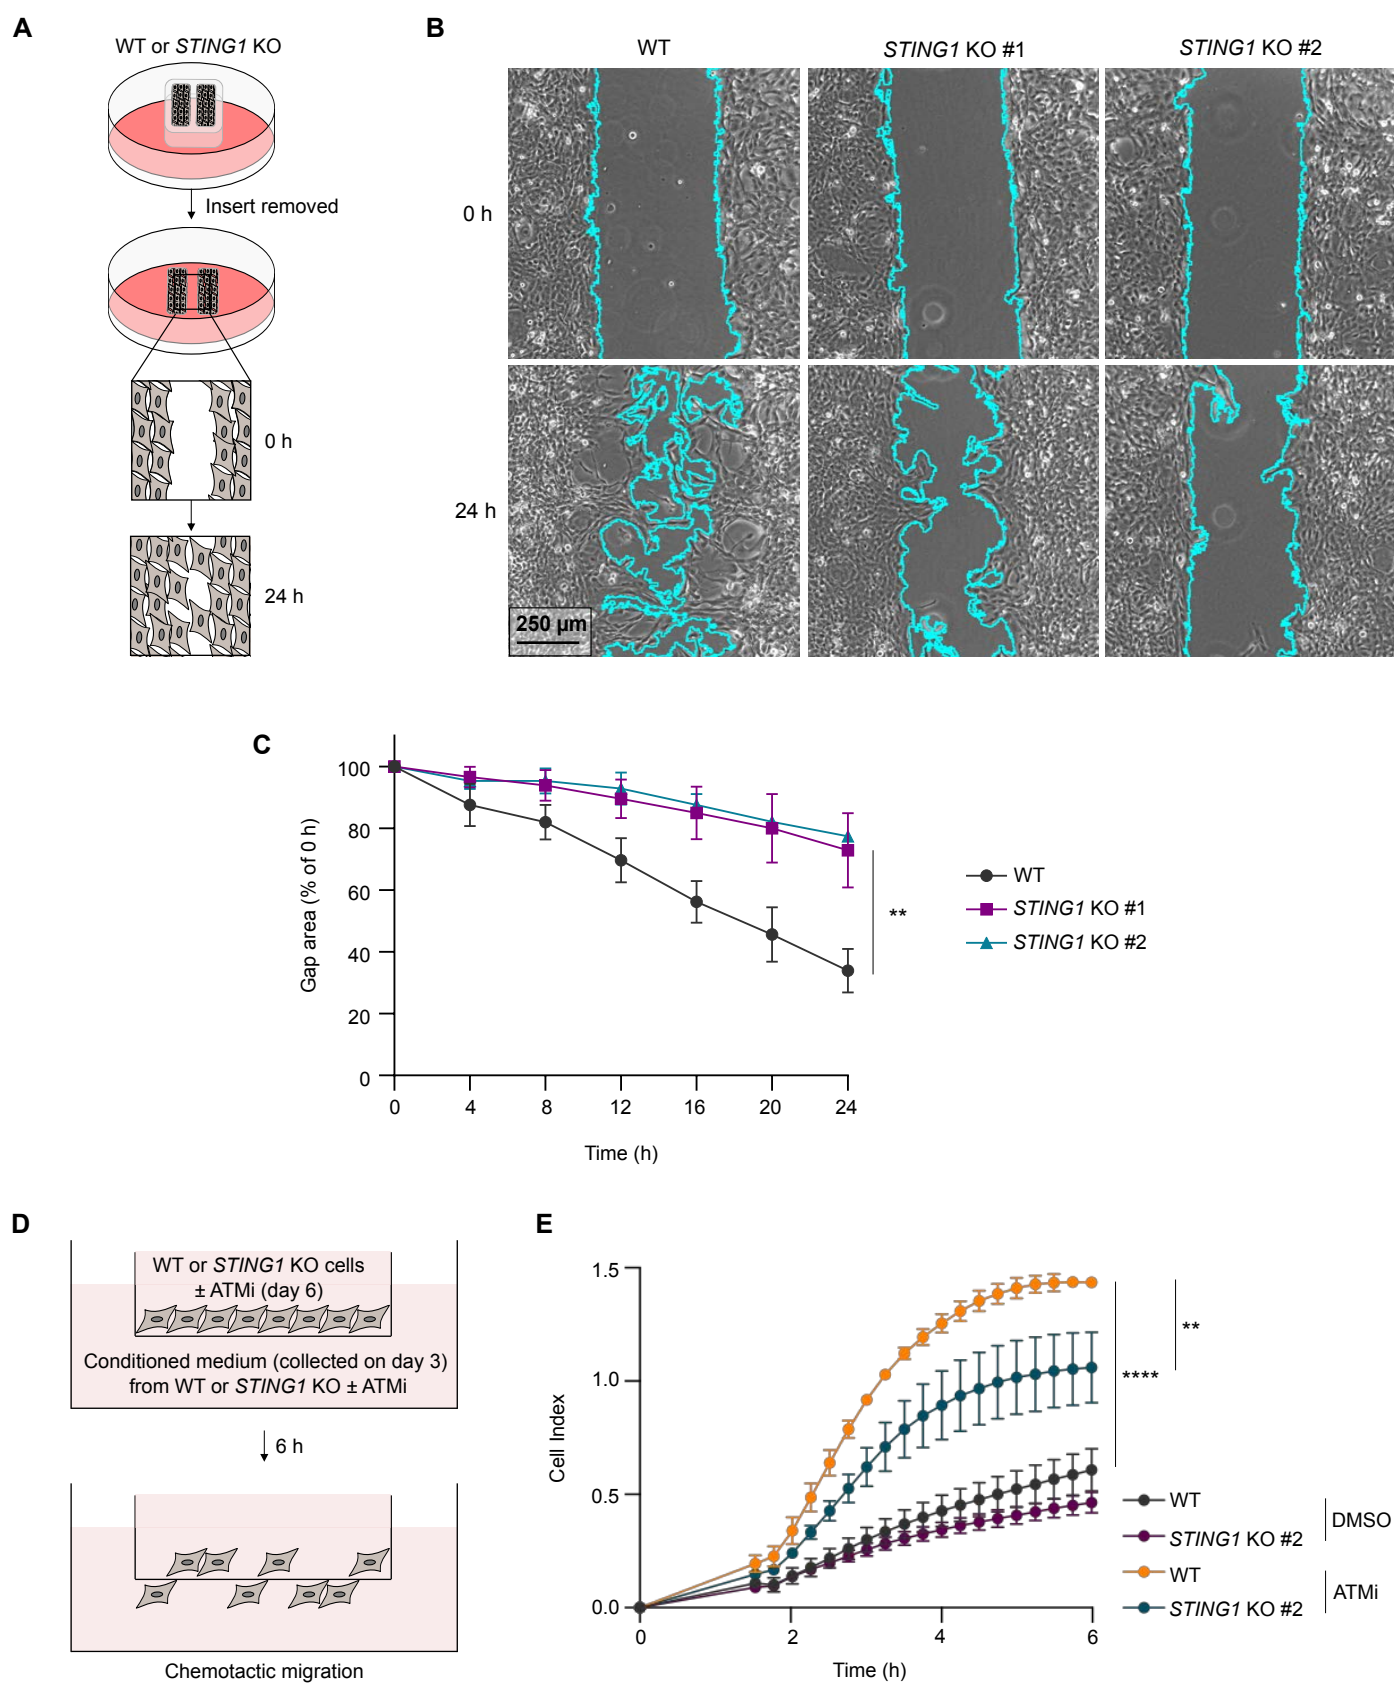 A
WT or STING1 KO
Insert removed
0 h
24 h
B
WT
STING1 KO #1
STING1 KO #2
0 h
24 h
250 µm
C
Gap area (% of 0 h)
100
80
60
40
20
0
0 4 8 12 16 20 24
Time (h)
**
WT
STING1 KO #1
STING1 KO #2
D
WT or STING1 KO cells
± ATMi (day 6)
Conditioned medium (collected on day 3)
from WT or STING1 KO ± ATMi
6 h
Chemotactic migration
E
Cell Index
1.5
1.0
0.5
0.0
0 2 4 6
Time (h)
**
****
WT
STING1 KO #2
DMSO
WT
STING1 KO #2
ATMi